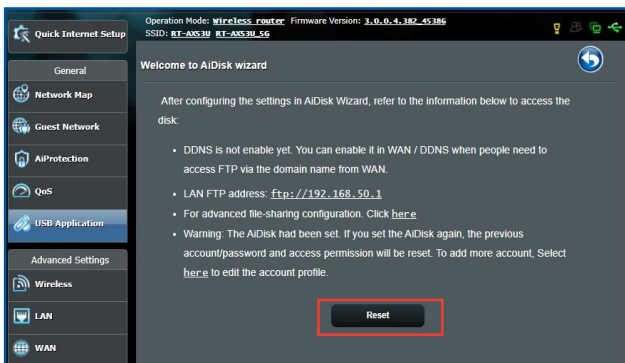 Quick Internet Setup
General
Network Map
Guest Network
AiProtection
QoS
USB Application
Advanced Settings
Wireless
LAN
WAN
Operation Mode: Wireless router Firmware Version: 3.0.0.4.382_45386
SSID: RT-AX53U RT-AX53U_5G
Welcome to AiDisk wizard
After configuring the settings in AiDisk Wizard, refer to the information below to access the
disk:
• DDNS is not enable yet. You can enable it in WAN / DDNS when people need to
access FTP via the domain name from WAN.
• LAN FTP address: ftp://192.168.50.1
• For advanced file-sharing configuration. Click here
• Warning: The AiDisk had been set. If you set the AiDisk again, the previous
account/password and access permission will be reset. To add more account, Select
here to edit the account profile.
Reset